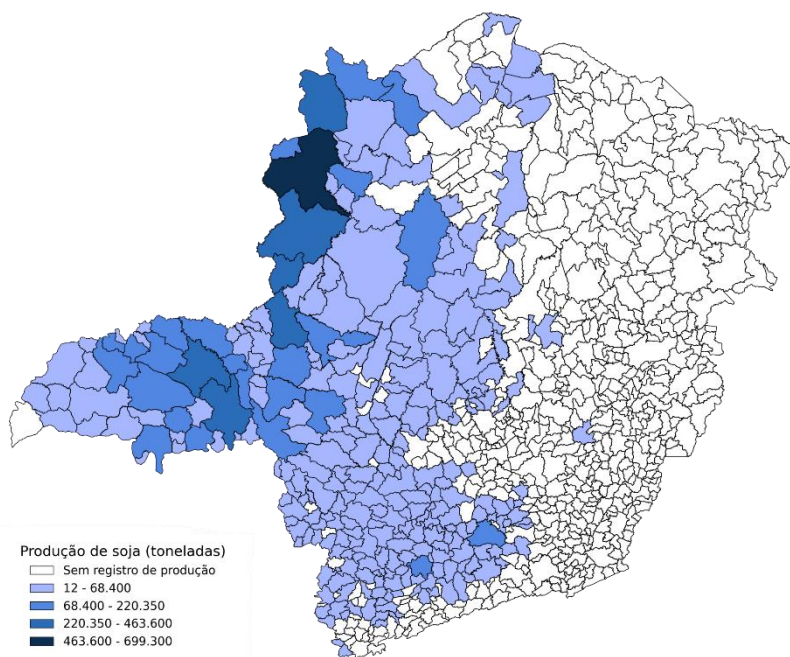 Produção de soja (toneladas)
Sem registro de produção
12 - 68.400
68.400 - 220.350
220.350 - 463.600
463.600 - 699.300